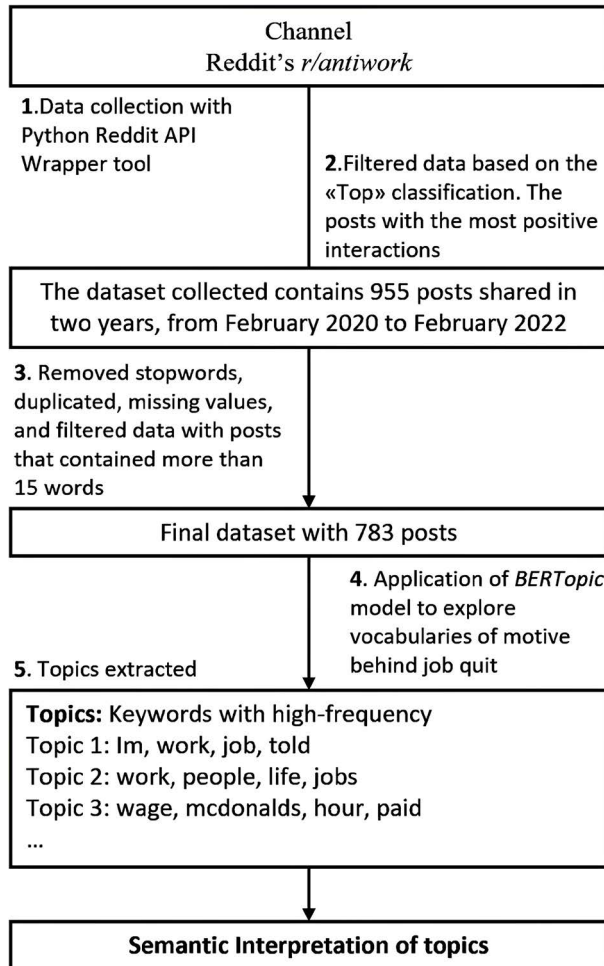 Channel
Reddit's r/antiwork
1.Data collection with
Python Reddit API
Wrapper tool
2.Filtered data based on the
«Top» classification. The
posts with the most positive
interactions
The dataset collected contains 955 posts shared in
two years, from February 2020 to February 2022
3. Removed stopwords,
duplicated, missing values,
and filtered data with posts
that contained more than
15 words
Final dataset with 783 posts
4. Application of BERTopic
model to explore
vocabularies of motive
behind job quit
5. Topics extracted
Topics: Keywords with high-frequency
Topic 1: Im, work, job, told
Topic 2: work, people, life, jobs
Topic 3: wage, mcdonalds, hour, paid
...
Semantic Interpretation of topics